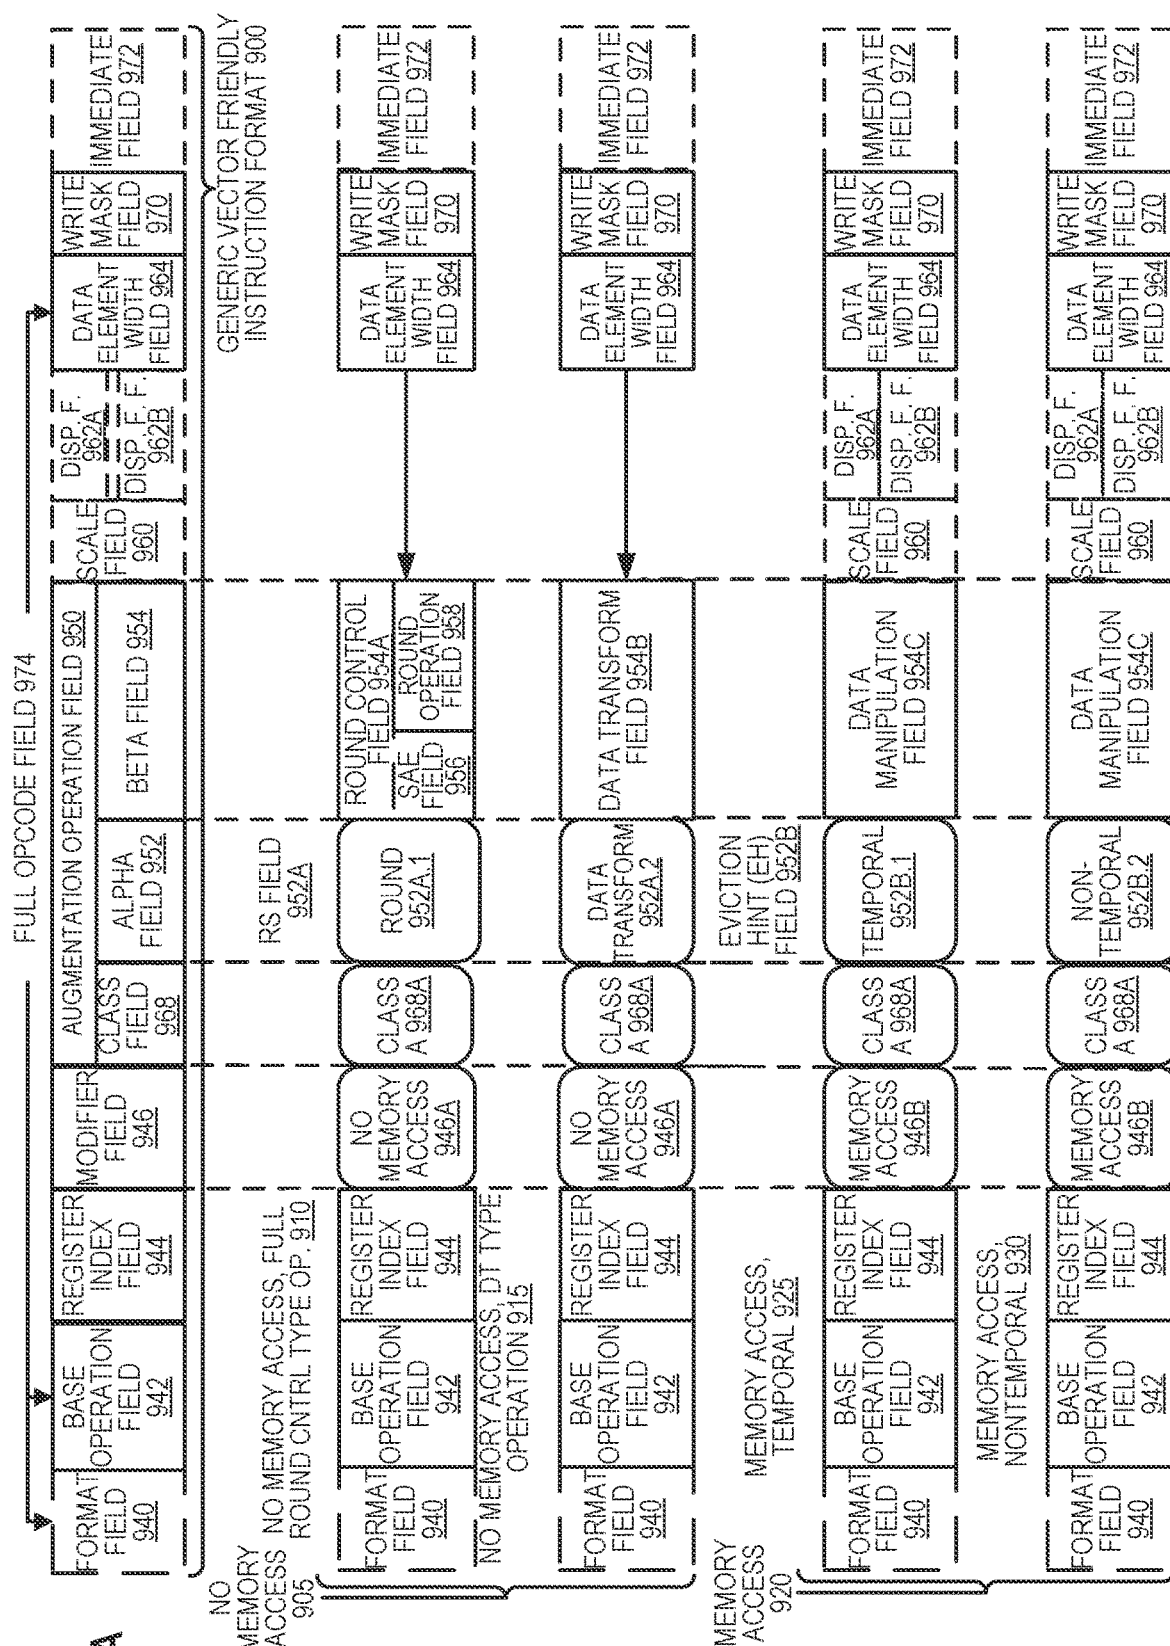 FULL OPCODE FIELD 974
FORMAT
FIELD
940
BASE
OPERATION
FIELD
942
REGISTER
INDEX
FIELD
944
MODIFIER
FIELD
946
AUGMENTATION OPERATION FIELD 950
CLASS
FIELD
968
ALPHA
FIELD 952
BETA FIELD 954
SCALE
FIELD
960
DISP. F.
962A
DISP. F. F.
962B
DATA
ELEMENT
WIDTH
FIELD 964
WRITE
MASK
FIELD
970
IMMEDIATE
FIELD 972
GENERIC VECTOR FRIENDLY
INSTRUCTION FORMAT 900
NO
MEMORY
ACCESS
905
NO MEMORY ACCESS, FULL
ROUND CNTRL TYPE OP. 910
RS FIELD
952A
FORMAT
FIELD
940
BASE
OPERATION
FIELD
942
REGISTER
INDEX
FIELD
944
NO
MEMORY
ACCESS
946A
CLASS
A 968A
ROUND
952A.1
ROUND CONTROL
FIELD 954A
SAE
FIELD
956
ROUND
OPERATION
FIELD 958
DATA
ELEMENT
WIDTH
FIELD 964
WRITE
MASK
FIELD
970
IMMEDIATE
FIELD 972
NO MEMORY ACCESS, DT TYPE
OPERATION 915
FORMAT
FIELD
940
BASE
OPERATION
FIELD
942
REGISTER
INDEX
FIELD
944
NO
MEMORY
ACCESS
946A
CLASS
A 968A
DATA
TRANSFORM
952A.2
DATA TRANSFORM
FIELD 954B
DATA
ELEMENT
WIDTH
FIELD 964
WRITE
MASK
FIELD
970
IMMEDIATE
FIELD 972
MEMORY
ACCESS
920
MEMORY ACCESS,
TEMPORAL 925
EVICTION
HINT (EH)
FIELD 952B
FORMAT
FIELD
940
BASE
OPERATION
FIELD
942
REGISTER
INDEX
FIELD
944
MEMORY
ACCESS
946B
CLASS
A 968A
TEMPORAL
952B.1
DATA
MANIPULATION
FIELD 954C
SCALE
FIELD
960
DISP. F.
962A
DISP. F. F.
962B
DATA
ELEMENT
WIDTH
FIELD 964
WRITE
MASK
FIELD
970
IMMEDIATE
FIELD 972
MEMORY ACCESS,
NONTEMPORAL 930
FORMAT
FIELD
940
BASE
OPERATION
FIELD
942
REGISTER
INDEX
FIELD
944
MEMORY
ACCESS
946B
CLASS
A 968A
NON-
TEMPORAL
952B.2
DATA
MANIPULATION
FIELD 954C
SCALE
FIELD
960
DISP. F.
962A
DISP. F. F.
962B
DATA
ELEMENT
WIDTH
FIELD 964
WRITE
MASK
FIELD
970
IMMEDIATE
FIELD 972